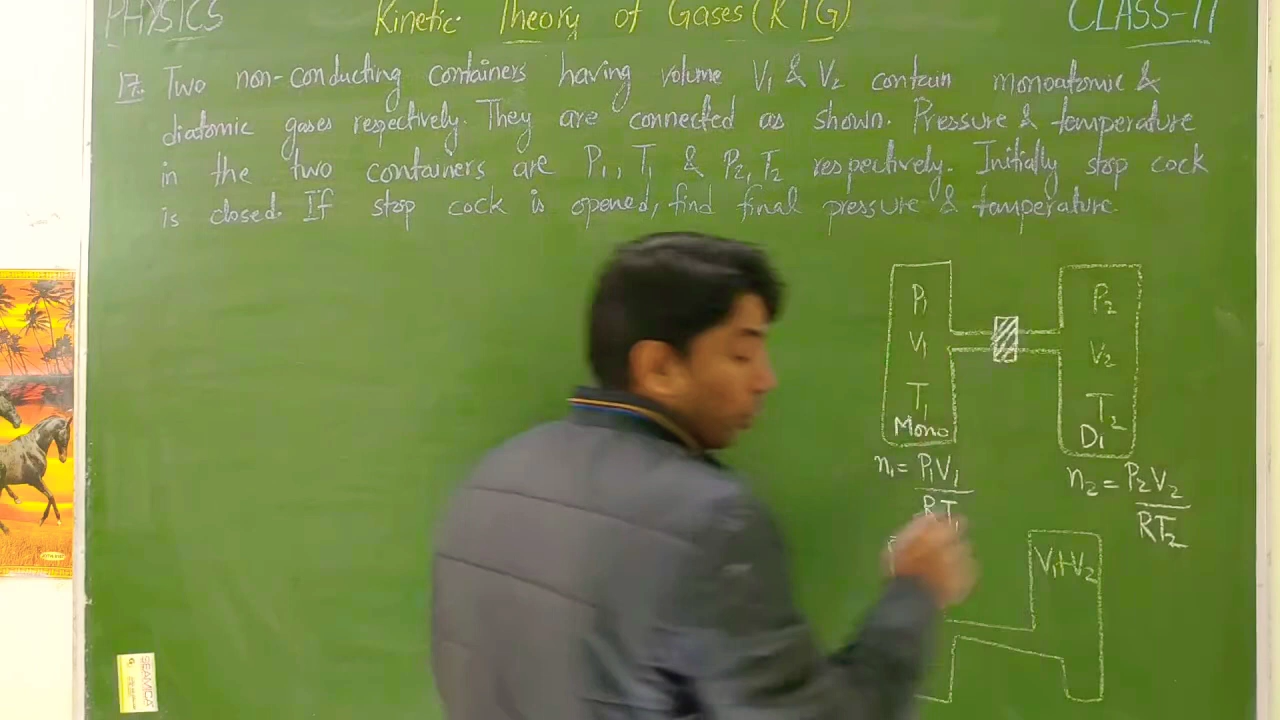 PHYSICS Kinetic Theory of Gases (KTG) CLASS-11
17. Two non-conducting containers having volume V₁ & V₂ contain monoatomic &
diatomic gases respectively. They are connected as shown. Pressure & temperature
in the two containers are P₁, T₁ & P₂, T₂ respectively. Initially stop cock
is closed. If stop cock is opened, find final pressure & temperature.
P₁
V₁
T₁
Mono
P₂
V₂
T₂
Di
n₁ = P₁V₁
RT₁
n₂ = P₂V₂
RT₂
V₁+V₂
SEAMICA